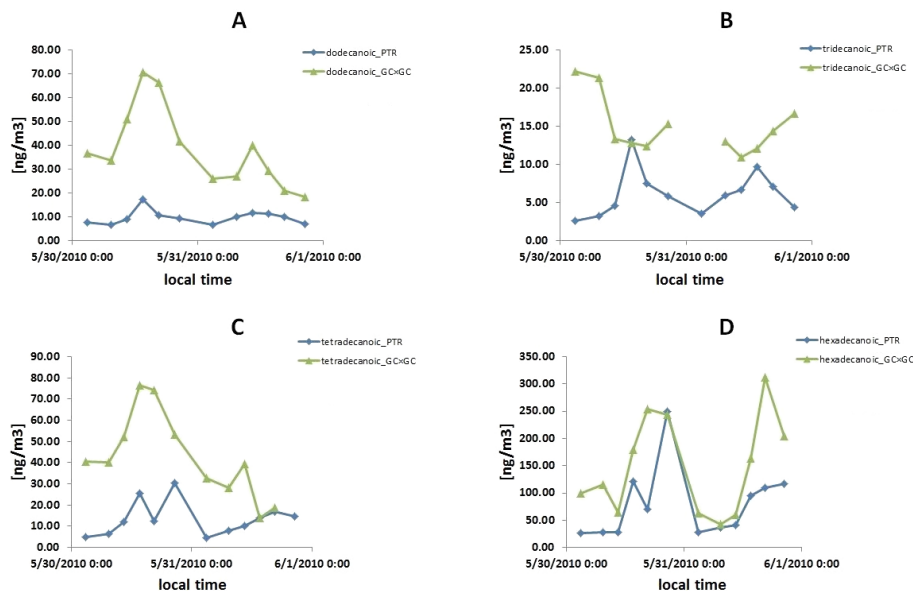 A
80.00
70.00
60.00
50.00
40.00
30.00
20.00
10.00
0.00
[ng/m3]
5/30/2010 0:00 5/31/2010 0:00 6/1/2010 0:00
local time
dodecanoic_PTR
dodecanoic_GC×GC
B
25.00
20.00
15.00
10.00
5.00
0.00
[ng/m3]
5/30/2010 0:00 5/31/2010 0:00 6/1/2010 0:00
local time
tridecanoic_PTR
tridecanoic_GC×GC
C
90.00
80.00
70.00
60.00
50.00
40.00
30.00
20.00
10.00
0.00
[ng/m3]
5/30/2010 0:00 5/31/2010 0:00 6/1/2010 0:00
local time
tetradecanoic_PTR
tetradecanoic_GC×GC
D
350.00
300.00
250.00
200.00
150.00
100.00
50.00
0.00
[ng/m3]
5/30/2010 0:00 5/31/2010 0:00 6/1/2010 0:00
local time
hexadecanoic_PTR
hexadecanoic_GC×GC